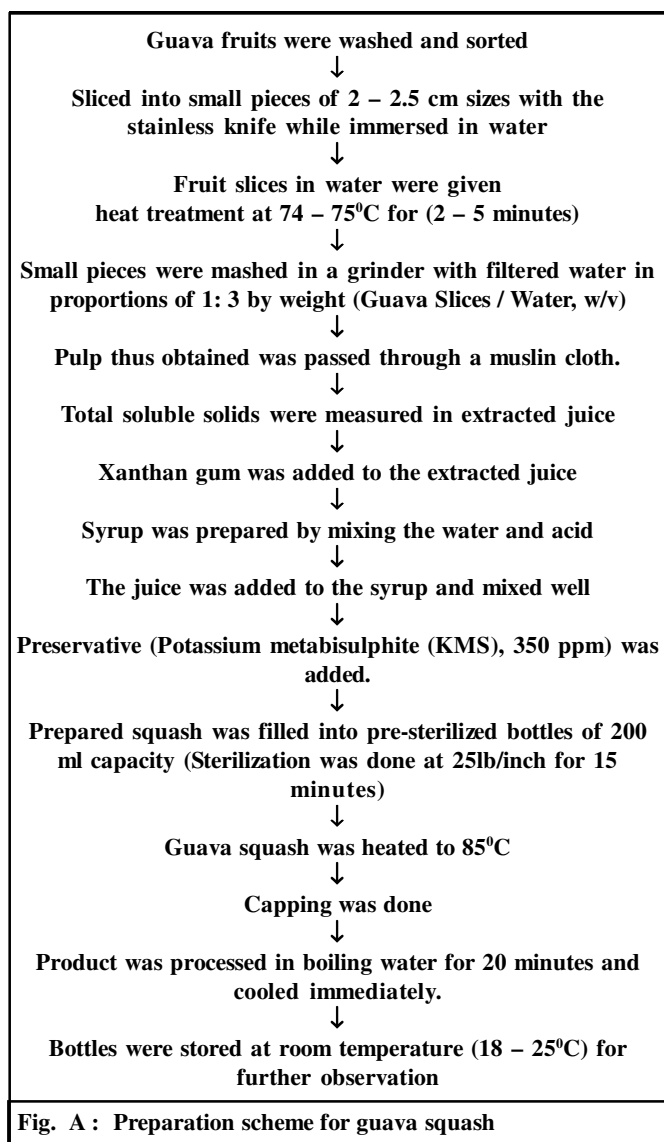 Guava fruits were washed and sorted
↓
Sliced into small pieces of 2 – 2.5 cm sizes with the
stainless knife while immersed in water
↓
Fruit slices in water were given
heat treatment at 74 – 75⁰C for (2 – 5 minutes)
↓
Small pieces were mashed in a grinder with filtered water in
proportions of 1: 3 by weight (Guava Slices / Water, w/v)
↓
Pulp thus obtained was passed through a muslin cloth.
↓
Total soluble solids were measured in extracted juice
↓
Xanthan gum was added to the extracted juice
↓
Syrup was prepared by mixing the water and acid
↓
The juice was added to the syrup and mixed well
↓
Preservative (Potassium metabisulphite (KMS), 350 ppm) was
added.
↓
Prepared squash was filled into pre-sterilized bottles of 200
ml capacity (Sterilization was done at 25lb/inch for 15
minutes)
↓
Guava squash was heated to 85⁰C
↓
Capping was done
↓
Product was processed in boiling water for 20 minutes and
cooled immediately.
↓
Bottles were stored at room temperature (18 – 25⁰C) for
further observation
Fig. A : Preparation scheme for guava squash